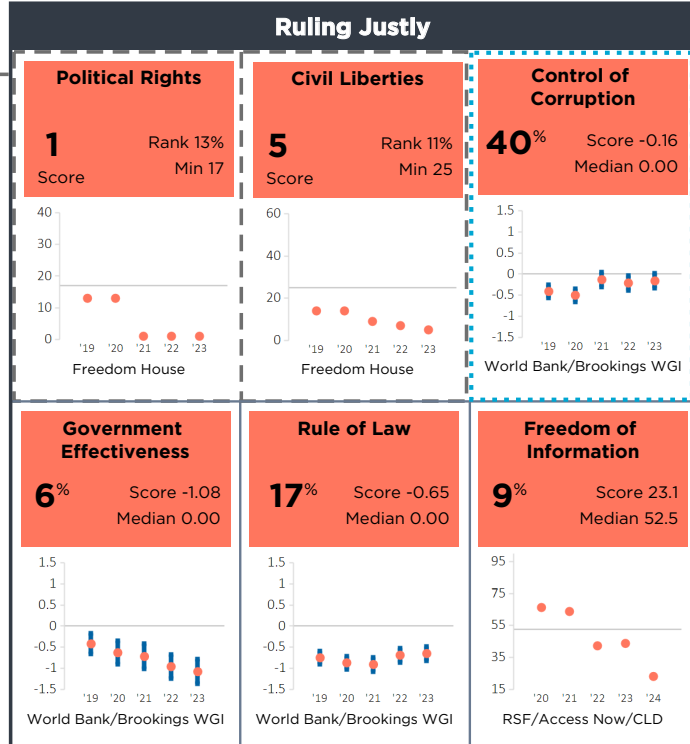 Ruling Justly
Political Rights
1
Score
Rank 13%
Min 17
40
30
20
10
0
'19 '20 '21 '22 '23
Freedom House
Civil Liberties
5
Score
Rank 11%
Min 25
60
40
20
0
'19 '20 '21 '22 '23
Freedom House
Control of
Corruption
40%
Score -0.16
Median 0.00
1.5
1
0.5
0
-0.5
-1
-1.5
'19 '20 '21 '22 '23
World Bank/Brookings WGI
Government
Effectiveness
6%
Score -1.08
Median 0.00
1.5
1
0.5
0
-0.5
-1
-1.5
'19 '20 '21 '22 '23
World Bank/Brookings WGI
Rule of Law
17%
Score -0.65
Median 0.00
1.5
1
0.5
0
-0.5
-1
-1.5
'19 '20 '21 '22 '23
World Bank/Brookings WGI
Freedom of
Information
9%
Score 23.1
Median 52.5
95
75
55
35
15
'20 '21 '22 '23 '24
RSF/Access Now/CLD